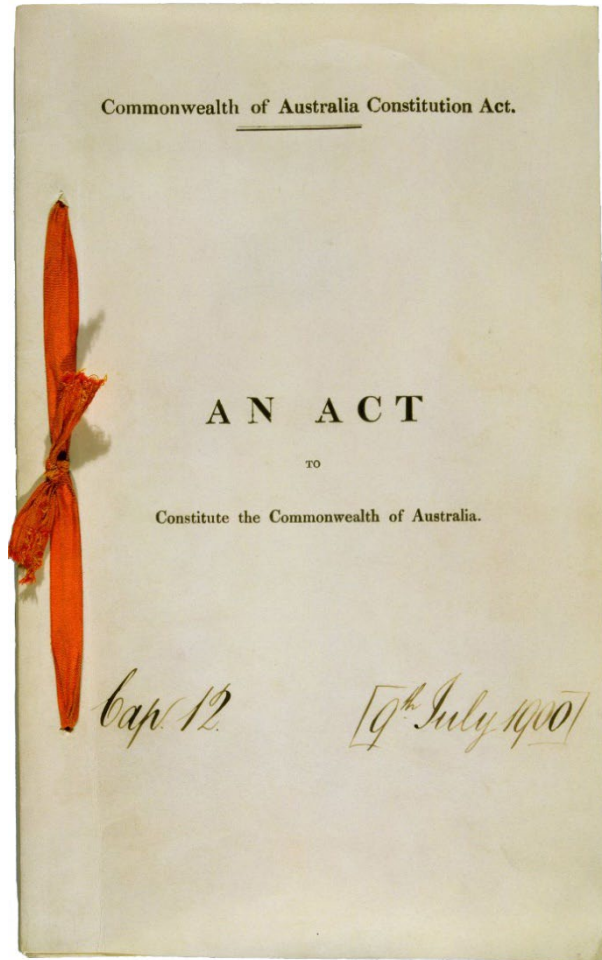 Commonwealth of Australia Constitution Act.
AN ACT
TO
Constitute the Commonwealth of Australia.
Cap. 12. [9th July 1900]